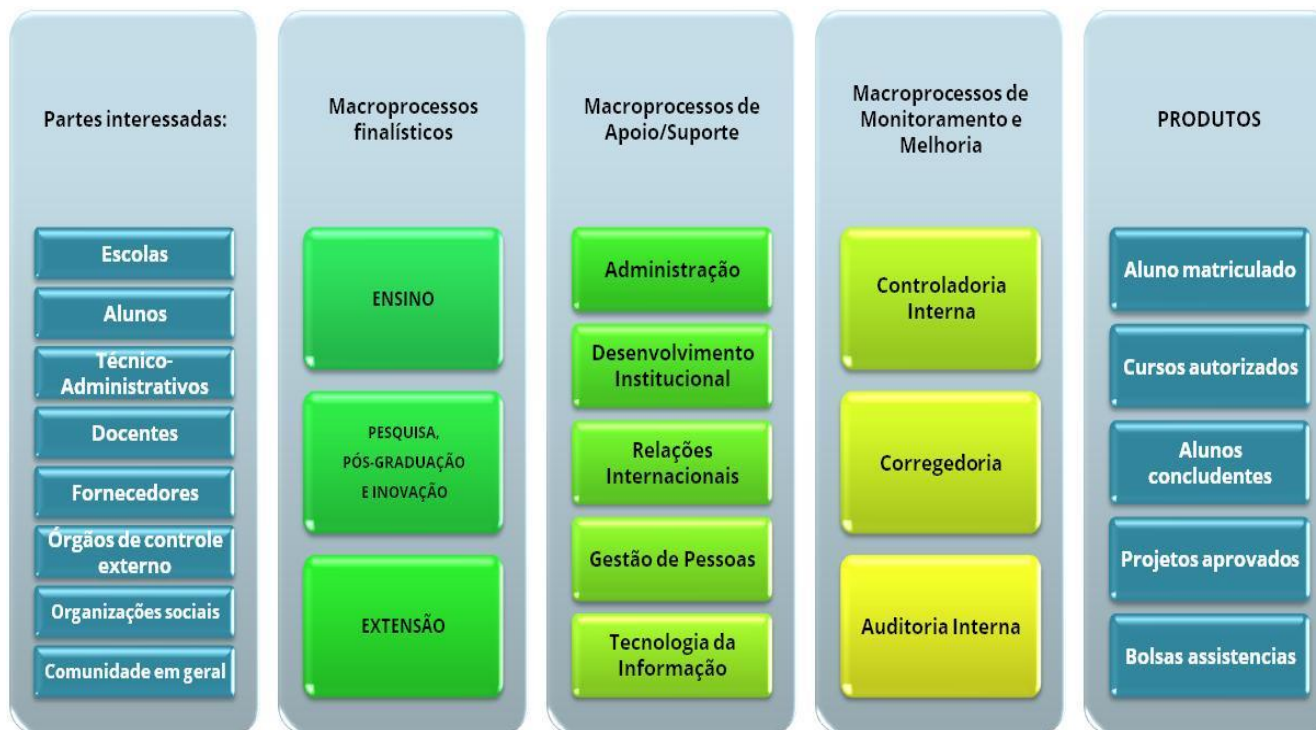 Partes interessadas:
Escolas
Alunos
Técnico-
Administrativos
Docentes
Fornecedores
Órgãos de controle
externo
Organizações sociais
Comunidade em geral
Macroprocessos
finalísticos
ENSINO
PESQUISA,
PÓS-GRADUAÇÃO
E INOVAÇÃO
EXTENSÃO
Macroprocessos de
Apoio/Suporte
Administração
Desenvolvimento
Institucional
Relações
Internacionais
Gestão de Pessoas
Tecnologia da
Informação
Macroprocessos de
Monitoramento e
Melhoria
Controladoria
Interna
Corregedoria
Auditoria Interna
PRODUTOS
Aluno matriculado
Cursos autorizados
Alunos
concludentes
Projetos aprovados
Bolsas assistencias